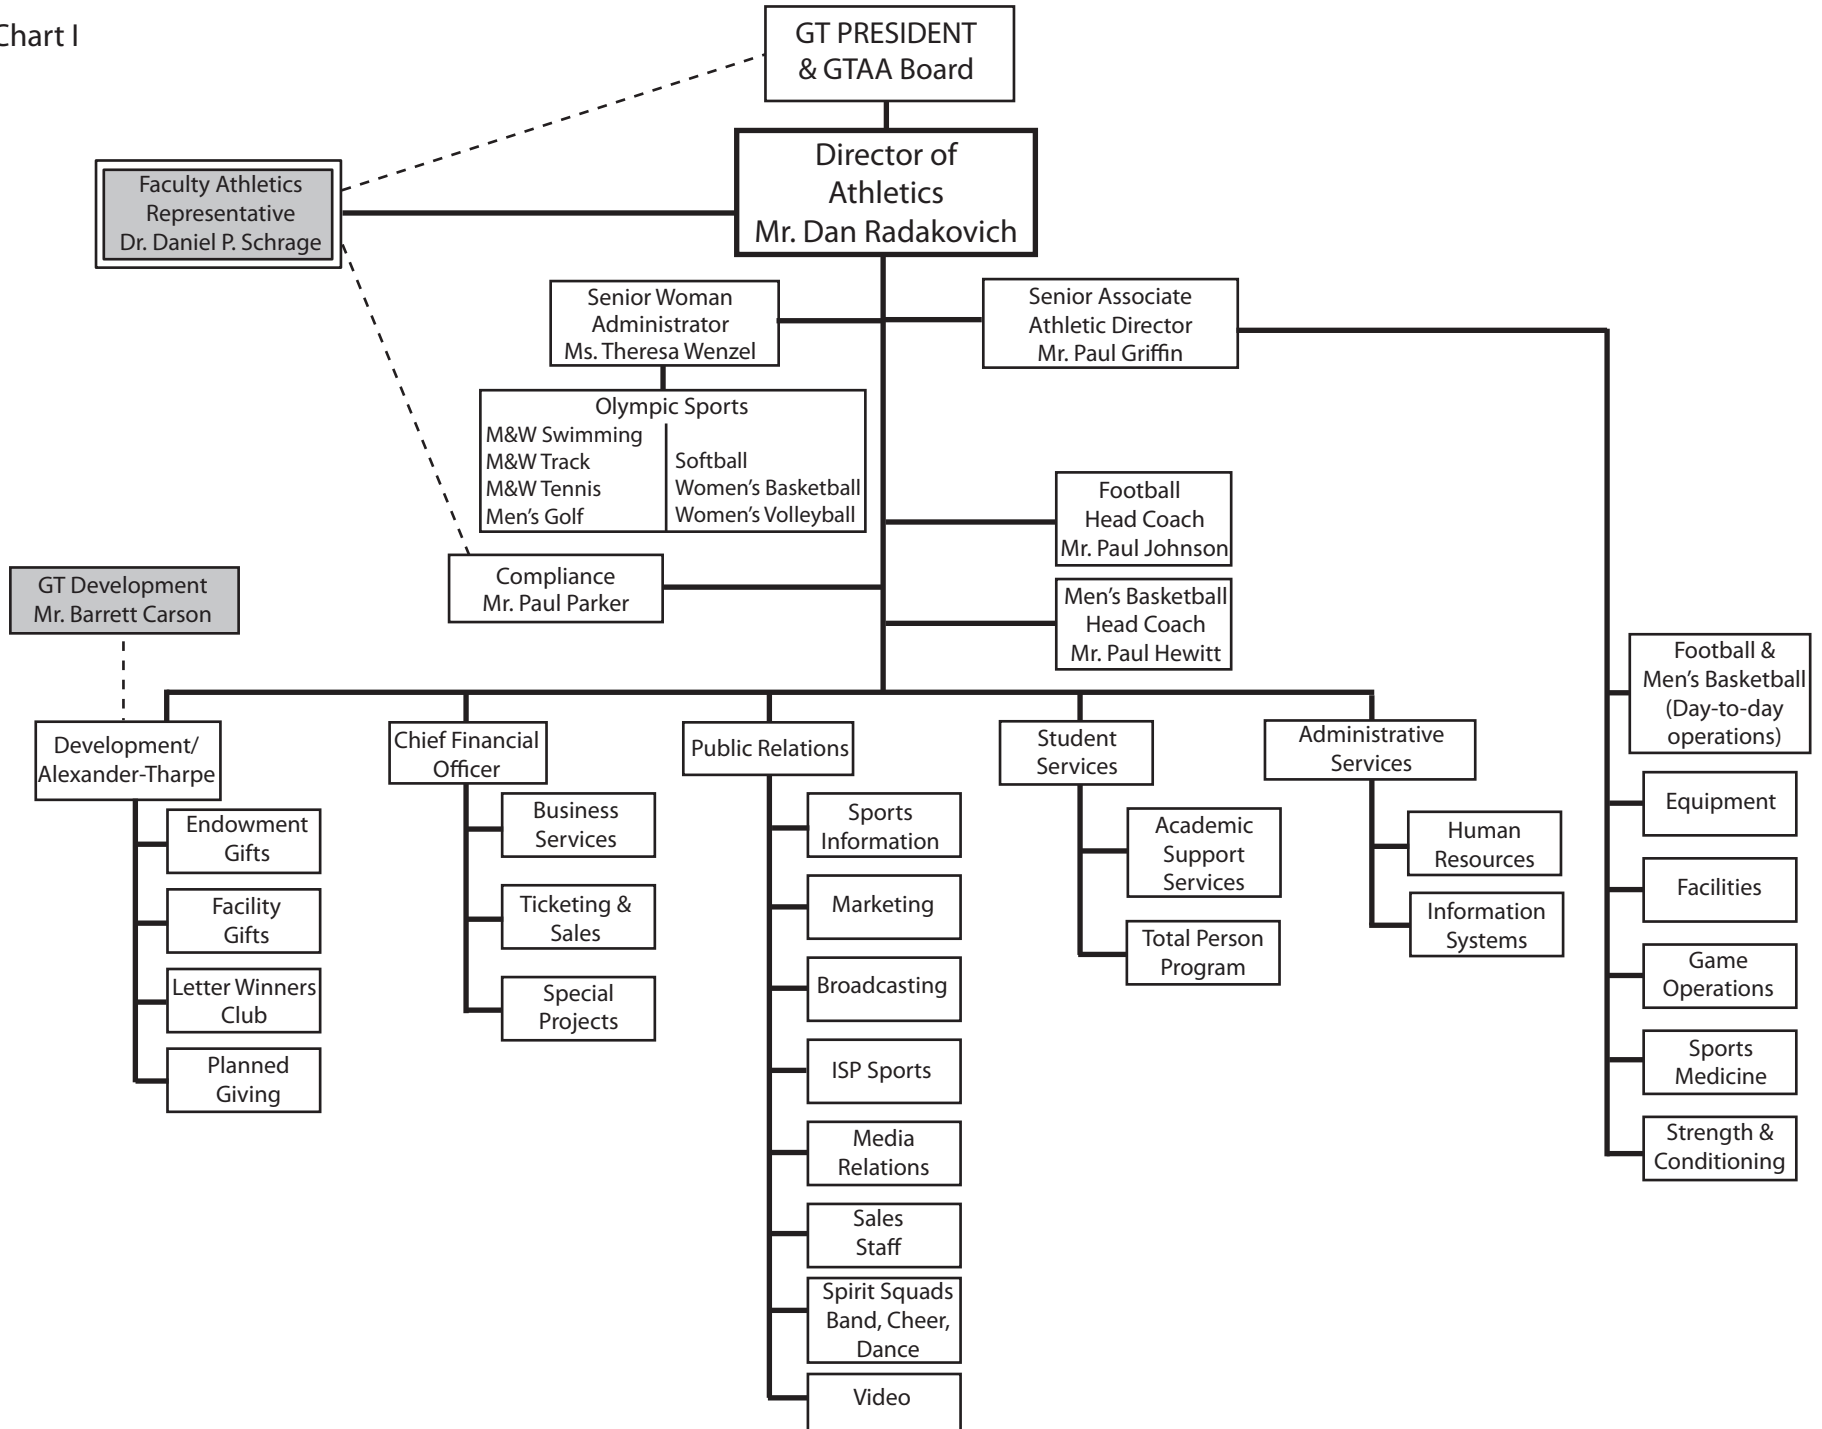 Chart I
GT PRESIDENT
& GTAA Board
Director of
Athletics
Mr. Dan Radakovich
Faculty Athletics
Representative
Dr. Daniel P. Schrage
Senior Woman
Administrator
Ms. Theresa Wenzel
Senior Associate
Athletic Director
Mr. Paul Griffin
Olympic Sports
M&W Swimming
M&W Track
M&W Tennis
Men's Golf
Softball
Women's Basketball
Women's Volleyball
Football
Head Coach
Mr. Paul Johnson
Compliance
Mr. Paul Parker
Men's Basketball
Head Coach
Mr. Paul Hewitt
GT Development
Mr. Barrett Carson
Development/
Alexander-Tharpe
Endowment
Gifts
Facility
Gifts
Letter Winners
Club
Planned
Giving
Chief Financial
Officer
Business
Services
Ticketing &
Sales
Special
Projects
Public Relations
Sports
Information
Marketing
Broadcasting
ISP Sports
Media
Relations
Sales
Staff
Spirit Squads
Band, Cheer,
Dance
Video
Student
Services
Academic
Support
Services
Total Person
Program
Administrative
Services
Human
Resources
Information
Systems
Football &
Men's Basketball
(Day-to-day
operations)
Equipment
Facilities
Game
Operations
Sports
Medicine
Strength &
Conditioning